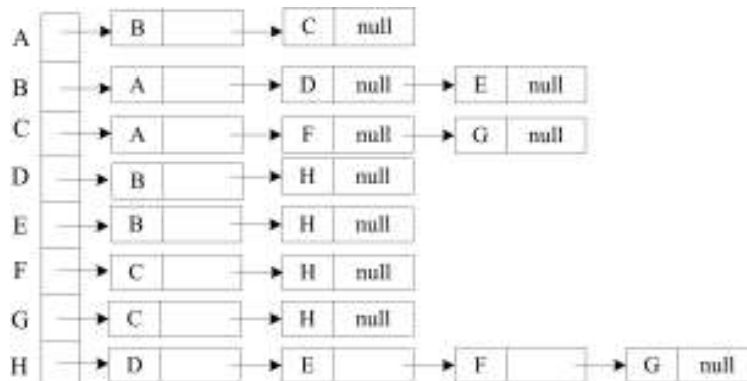 A B C null
B A D null E null
C A F null G null
D B H null
E B H null
F C H null
G C H null
H D E F G null